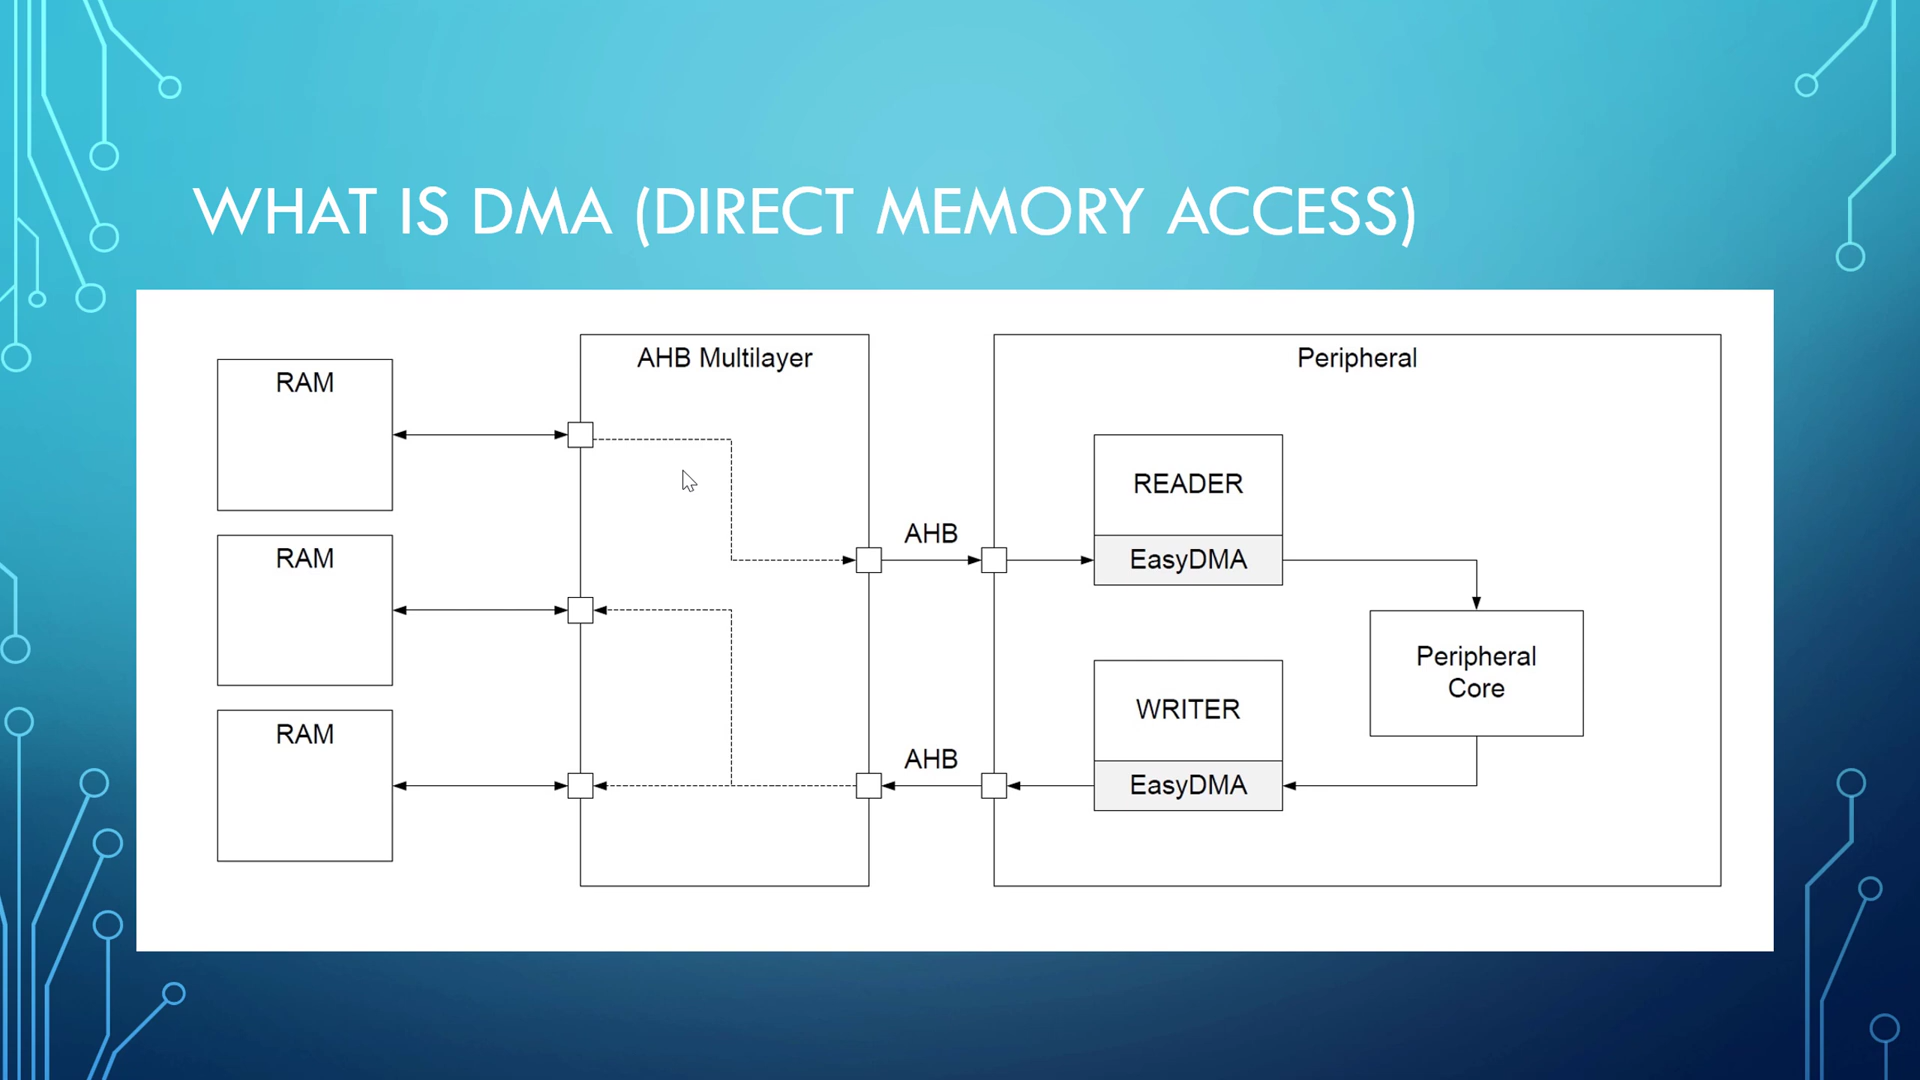 WHAT IS DMA (DIRECT MEMORY ACCESS)
RAM
RAM
RAM
AHB Multilayer
AHB
AHB
Peripheral
READER
EasyDMA
WRITER
EasyDMA
Peripheral
Core